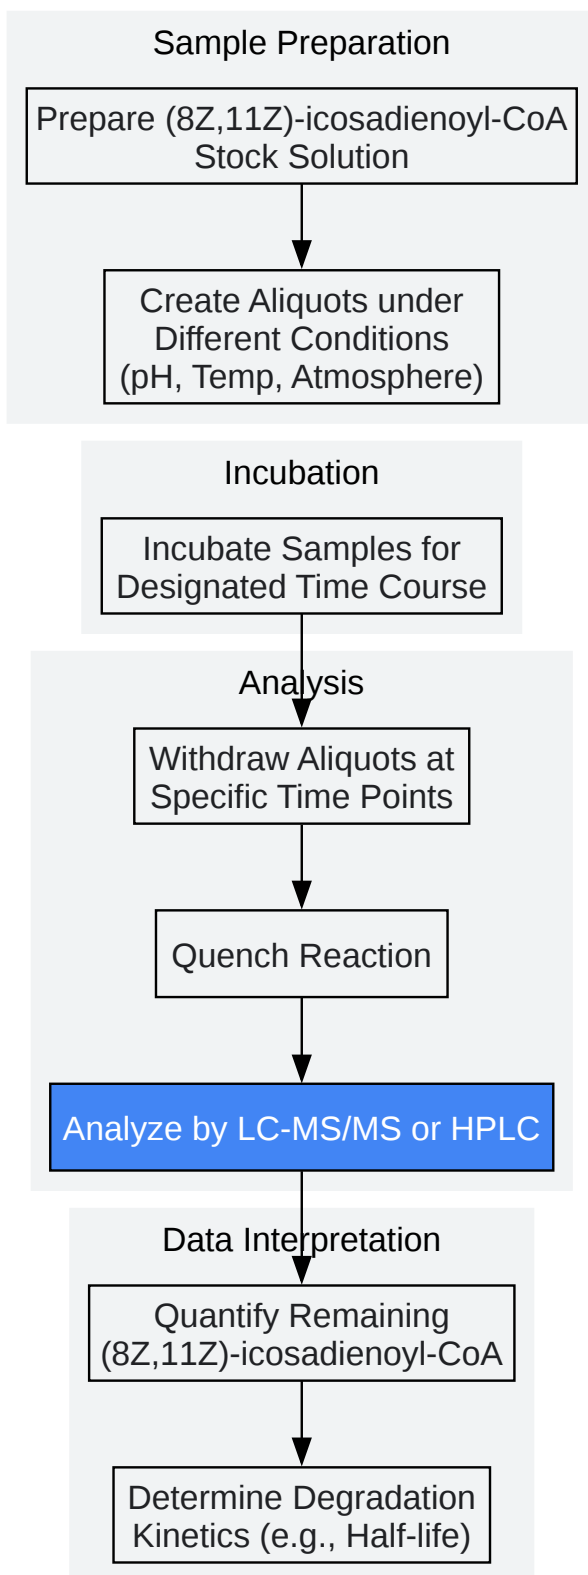 Sample Preparation
Prepare (8Z,11Z)-icosadienoyl-CoA
Stock Solution
Create Aliquots under
Different Conditions
(pH, Temp, Atmosphere)
Incubation
Incubate Samples for
Designated Time Course
Analysis
Withdraw Aliquots at
Specific Time Points
Quench Reaction
Analyze by LC-MS/MS or HPLC
Data Interpretation
Quantify Remaining
(8Z,11Z)-icosadienoyl-CoA
Determine Degradation
Kinetics (e.g., Half-life)